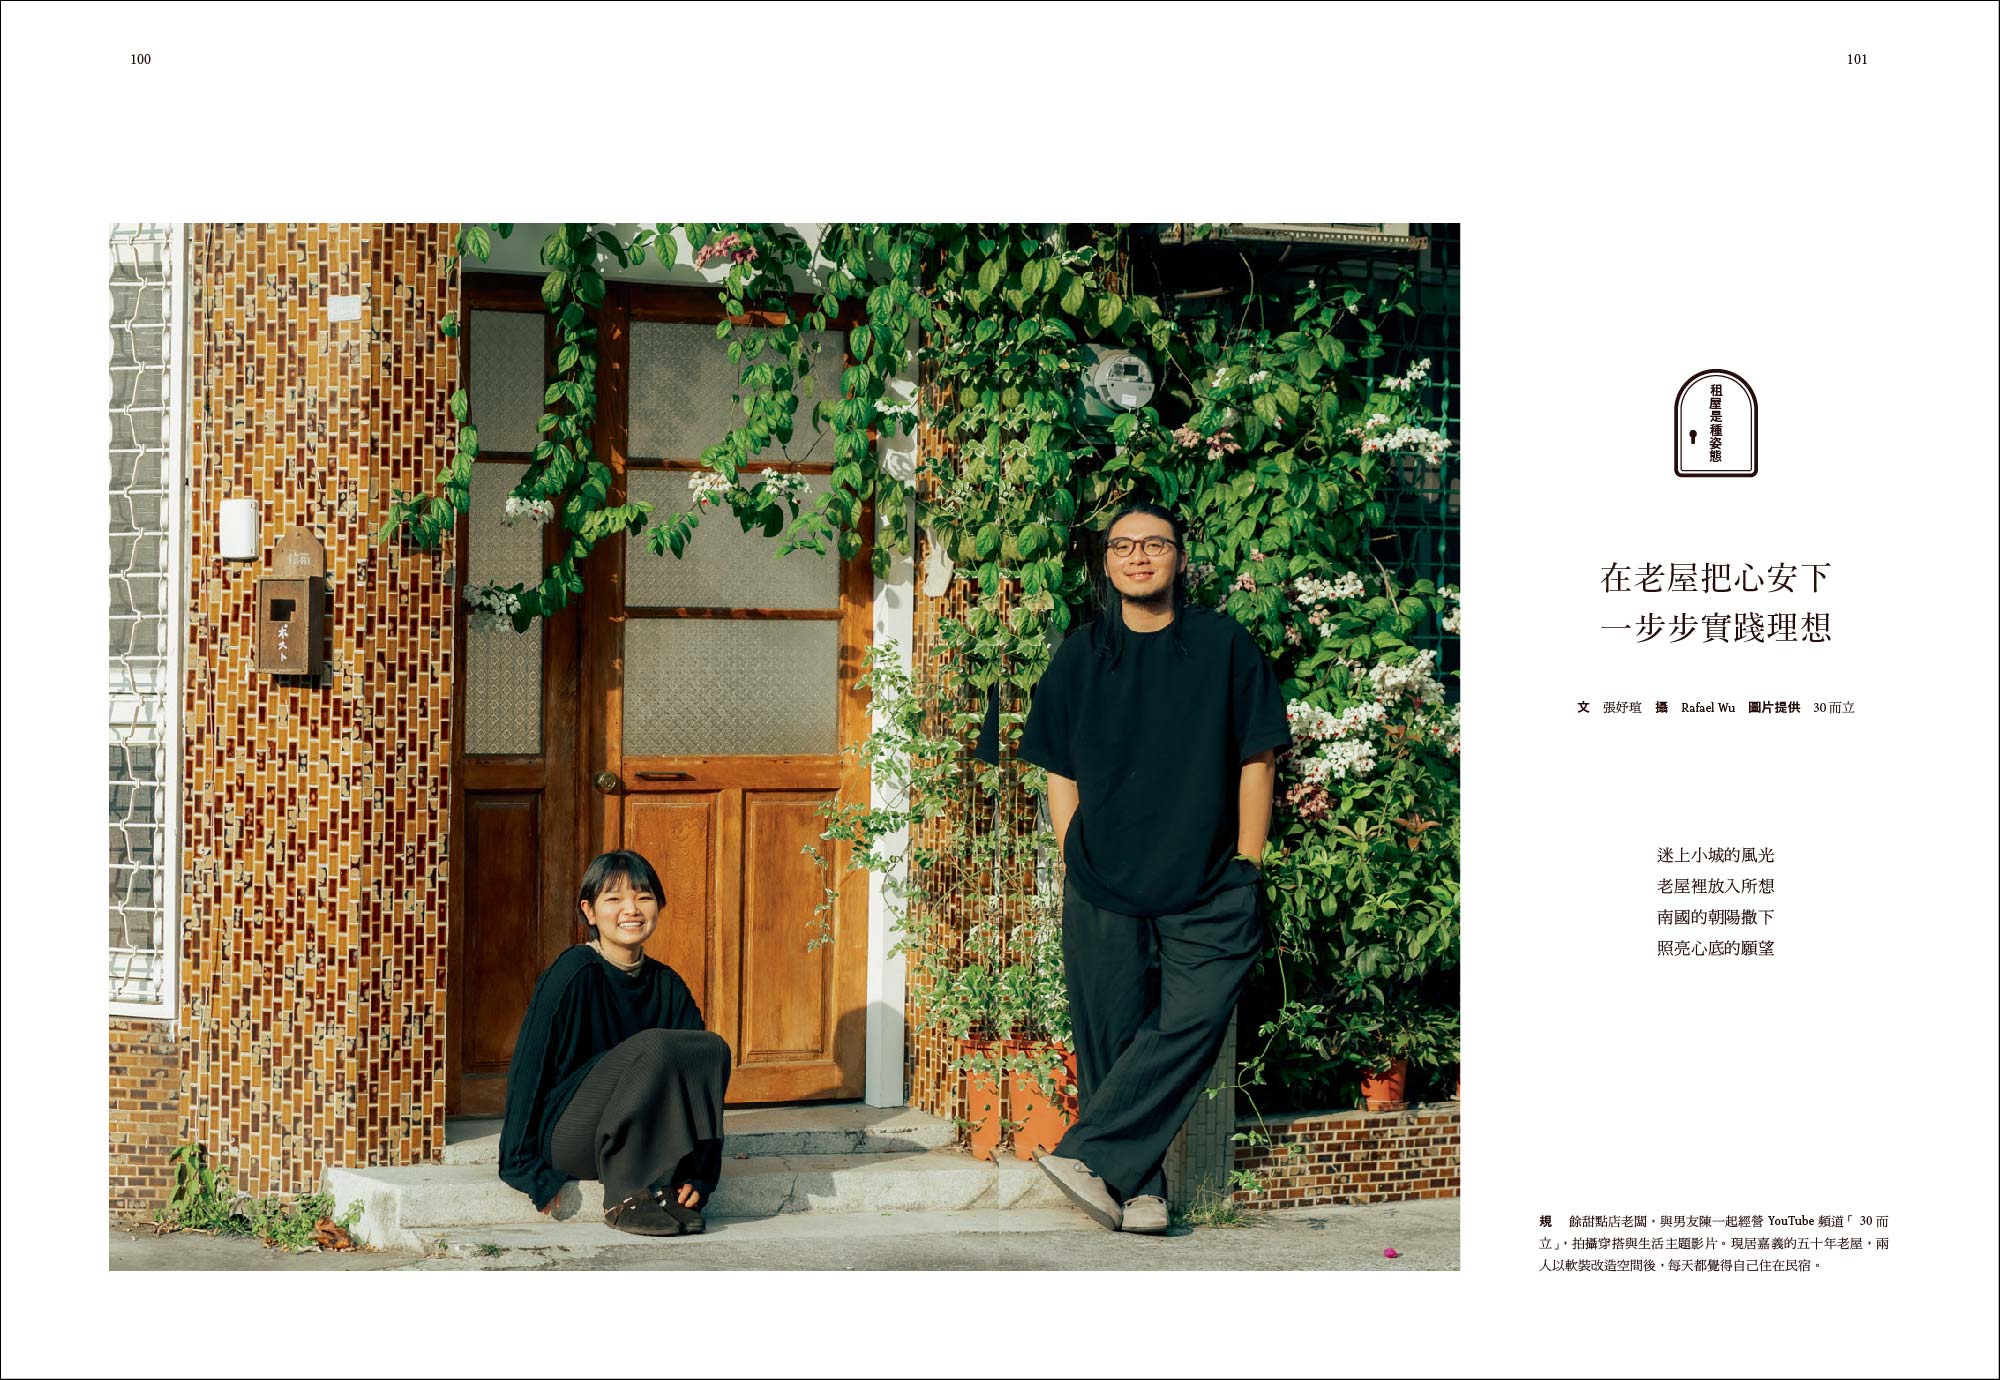 100
101
信箱
ポスト
租屋是種姿態
在老屋把心安下
一步步實踐理想
文　張妤瑄　攝　Rafael Wu　圖片提供　30 而立
迷上小城的風光
老屋裡放入所想
南國的朝陽撒下
照亮心底的願望
規　餘甜點店老闆，與男友陳一起經營 YouTube 頻道「 30 而
立」，拍攝穿搭與生活主題影片。現居嘉義的五十年老屋，兩
人以軟裝改造空間後，每天都覺得自己住在民宿。